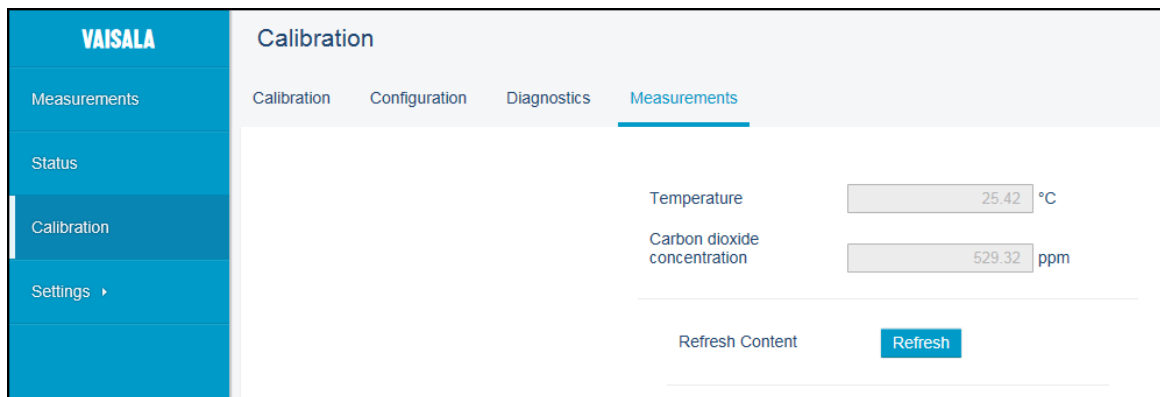 VAISALA
Measurements
Status
Calibration
Settings
Calibration
Calibration Configuration Diagnostics Measurements
Temperature 25.42 °C
Carbon dioxide
concentration 529.32 ppm
Refresh Content Refresh